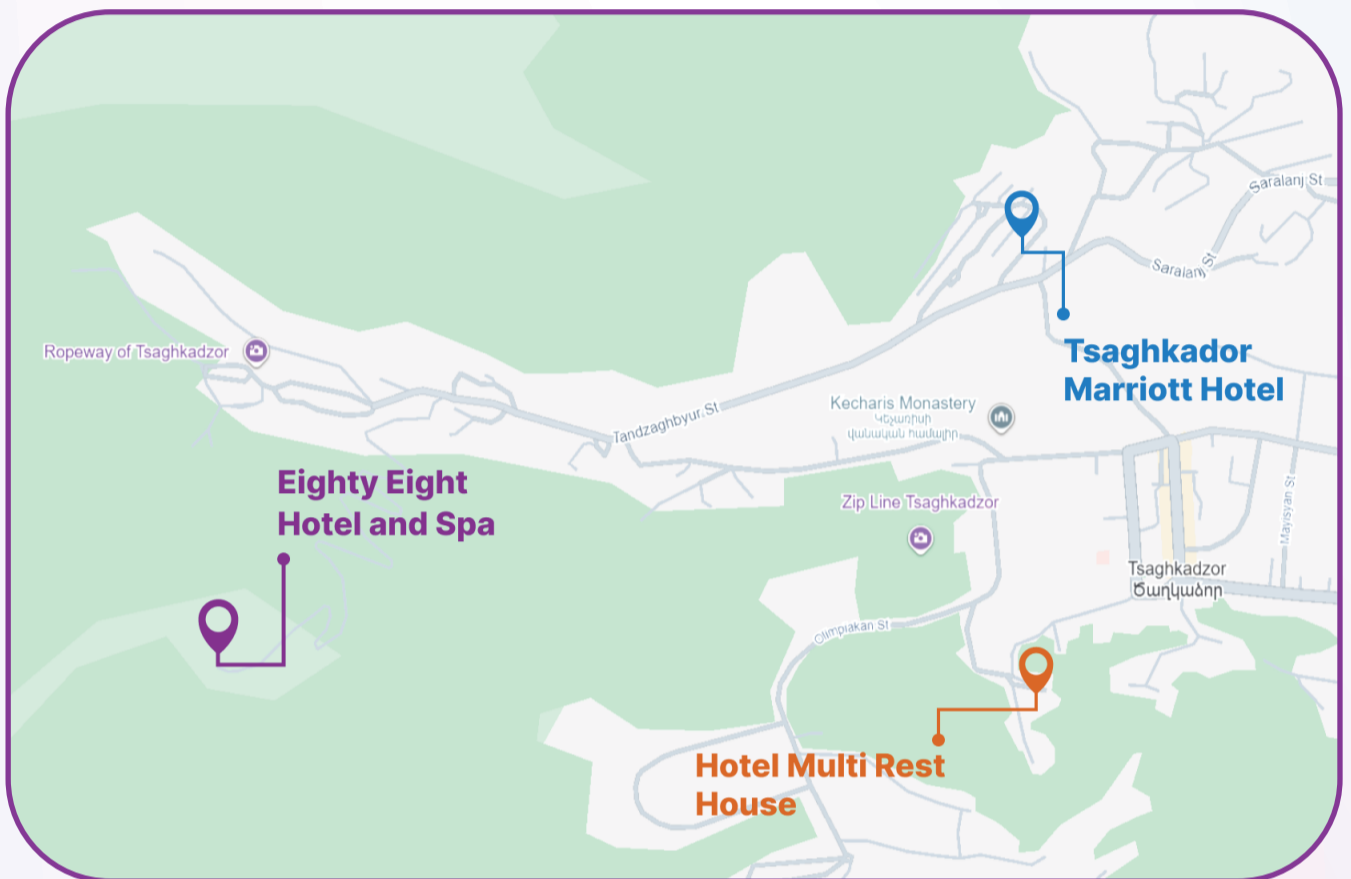 Saralanj St
Saralanj St
Tsaghkador
Marriott Hotel
Ropeway of Tsaghkadzor
Tandzaghbyur St
Kecharis Monastery
Կեչառիսի
վանական համալիր
Eighty Eight
Hotel and Spa
Zip Line Tsaghkadzor
Mayisyan St
Tsaghkadzor
Ծաղկաձոր
Olimpiakan St
Hotel Multi Rest
House